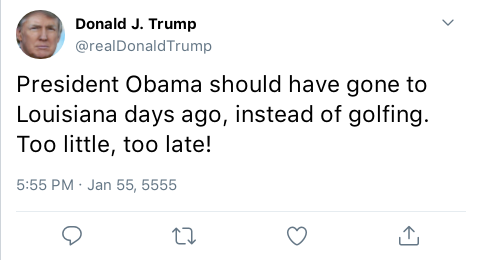 Donald J. Trump
@realDonaldTrump
President Obama should have gone to
Louisiana days ago, instead of golfing.
Too little, too late!
5:55 PM · Jan 55, 5555